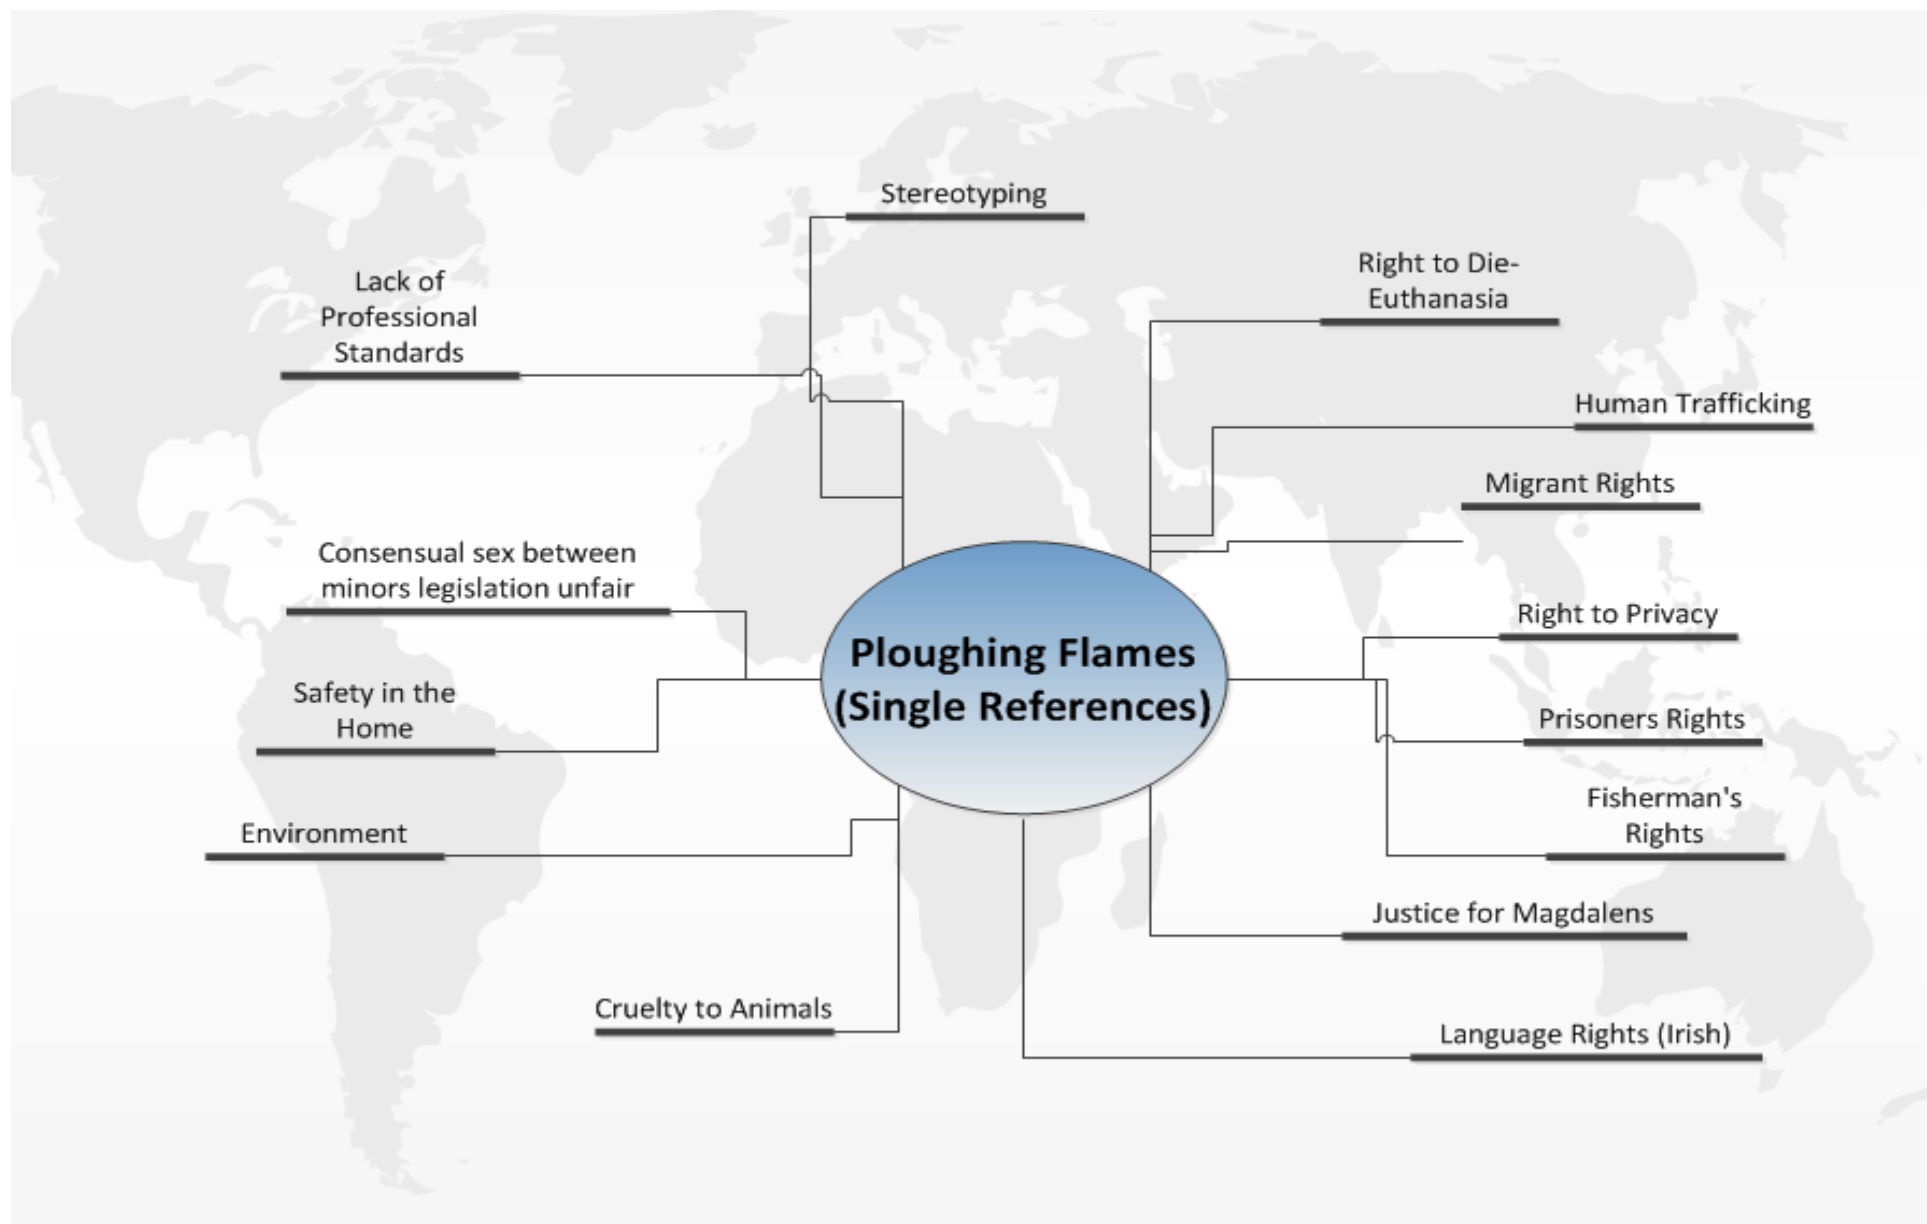 Stereotyping
Right to Die-
Euthanasia
Lack of
Professional
Standards
Human Trafficking
Migrant Rights
Consensual sex between
minors legislation unfair
Right to Privacy
Ploughing Flames
(Single References)
Safety in the
Home
Prisoners Rights
Fisherman's
Rights
Environment
Justice for Magdalens
Cruelty to Animals
Language Rights (Irish)